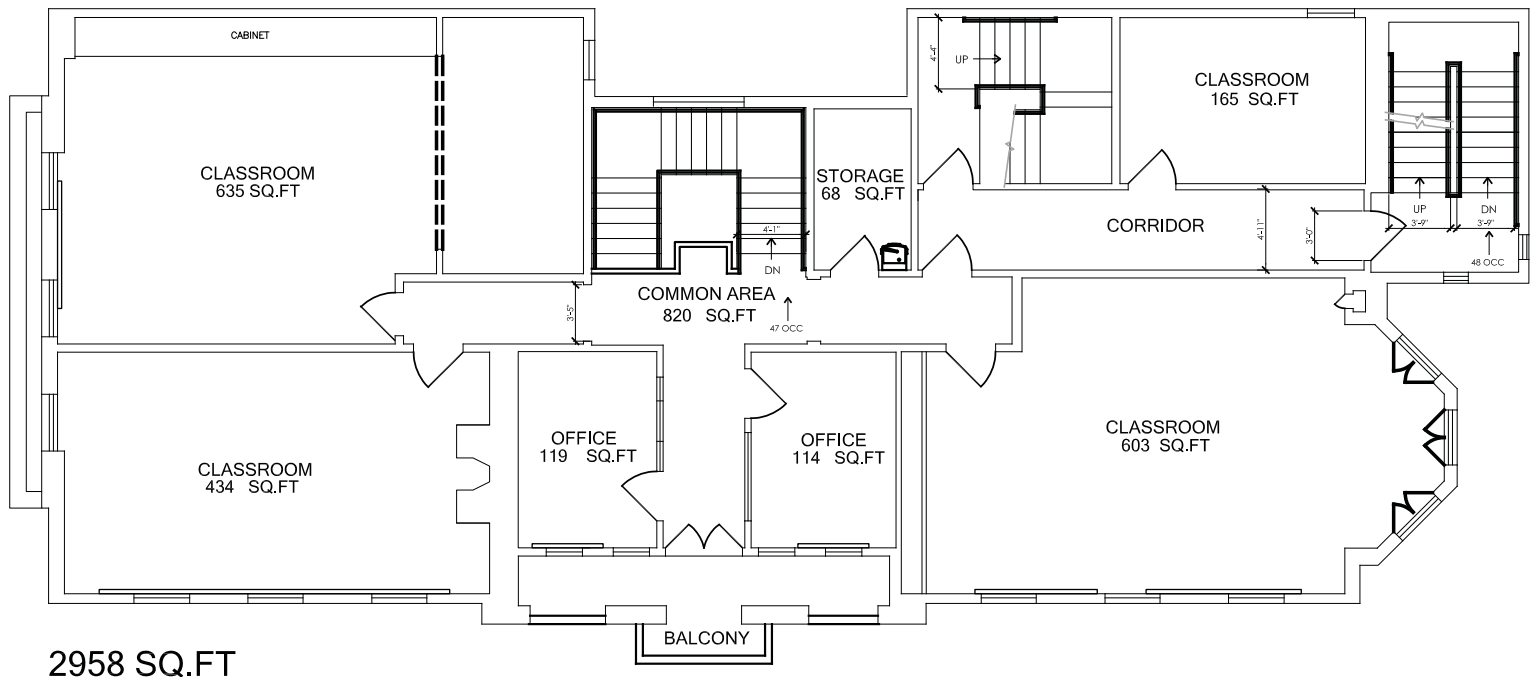 CABINET
4'-4"
UP
CLASSROOM
165 SQ.FT
CLASSROOM
635 SQ.FT
STORAGE
68 SQ.FT
4'-1"
DN
CORRIDOR
4'-11"
3'-0"
UP
DN
3'-9"
3'-9"
48 OCC
COMMON AREA
820 SQ.FT
47 OCC
3'-5"
CLASSROOM
434 SQ.FT
OFFICE
119 SQ.FT
OFFICE
114 SQ.FT
CLASSROOM
603 SQ.FT
BALCONY
2958 SQ.FT